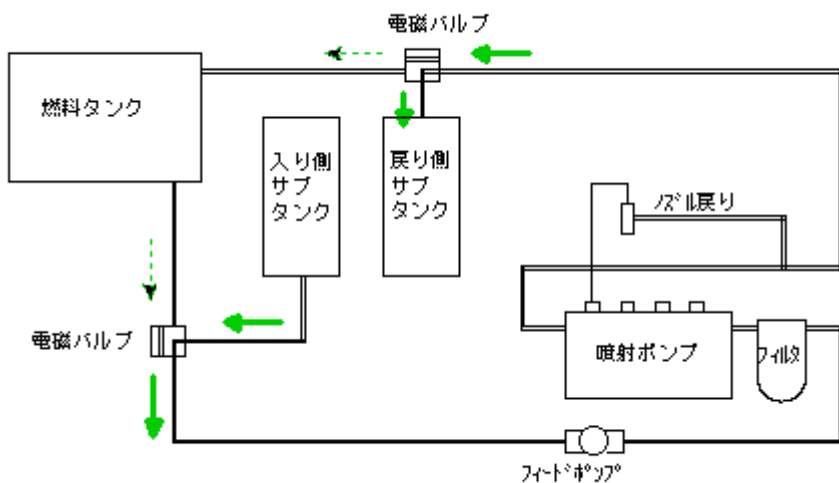 電磁バルブ
燃料タンク
入り側
サブ
タンク
戻り側
サブ
タンク
ﾉｽﾞﾙ戻り
電磁バルブ
噴射ポンプ
フィルタ
ﾌｨｰﾄﾞﾎﾟﾝﾌﾟ